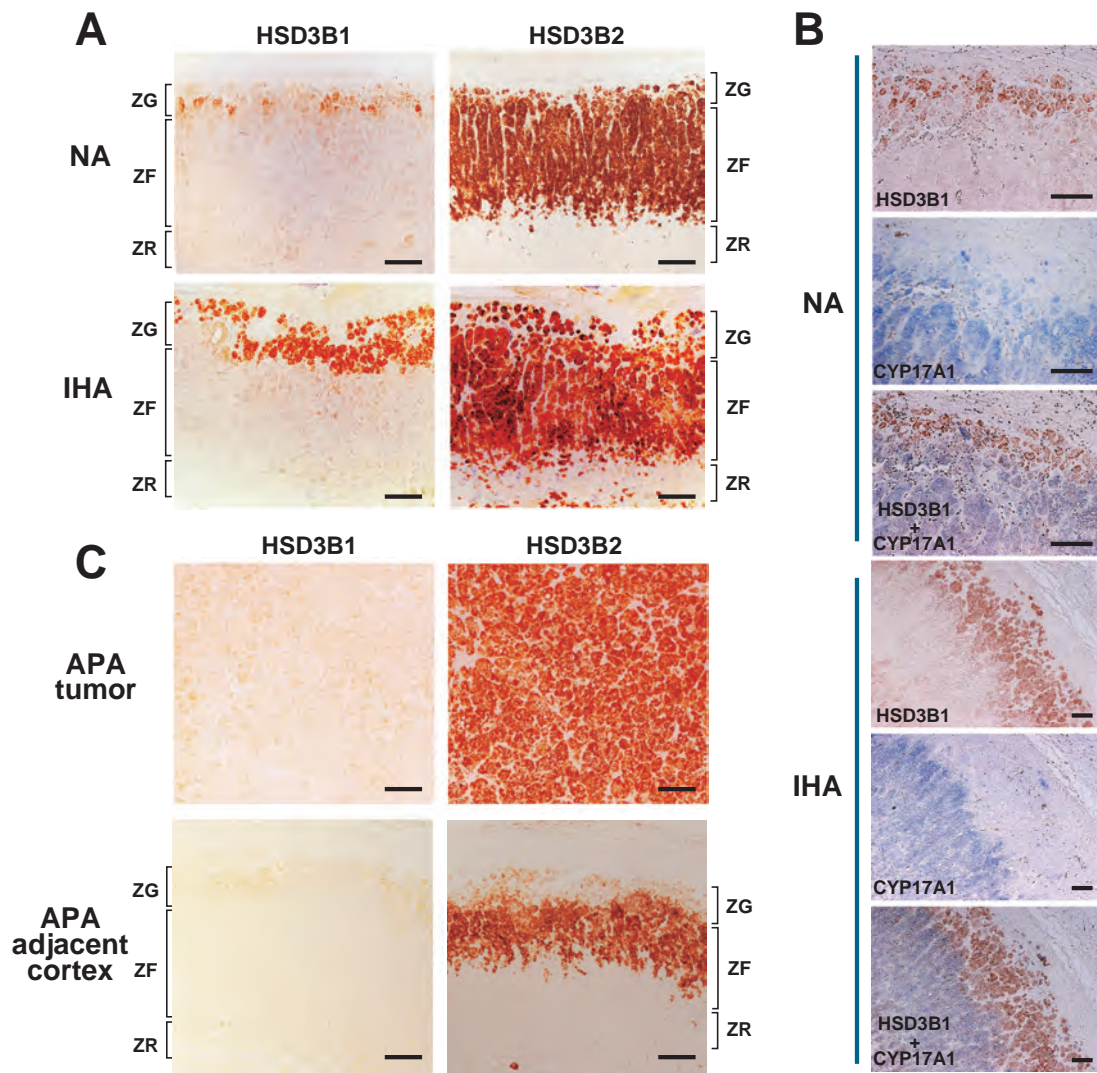 A
HSD3B1
HSD3B2
ZG
NA
ZF
ZR
ZG
ZF
ZR
ZG
IHA
ZF
ZR
ZG
ZF
ZR
B
NA
HSD3B1
CYP17A1
HSD3B1
+
CYP17A1
IHA
HSD3B1
CYP17A1
HSD3B1
+
CYP17A1
C
HSD3B1
HSD3B2
APA
tumor
APA
adjacent
cortex
ZG
ZF
ZR
ZG
ZF
ZR